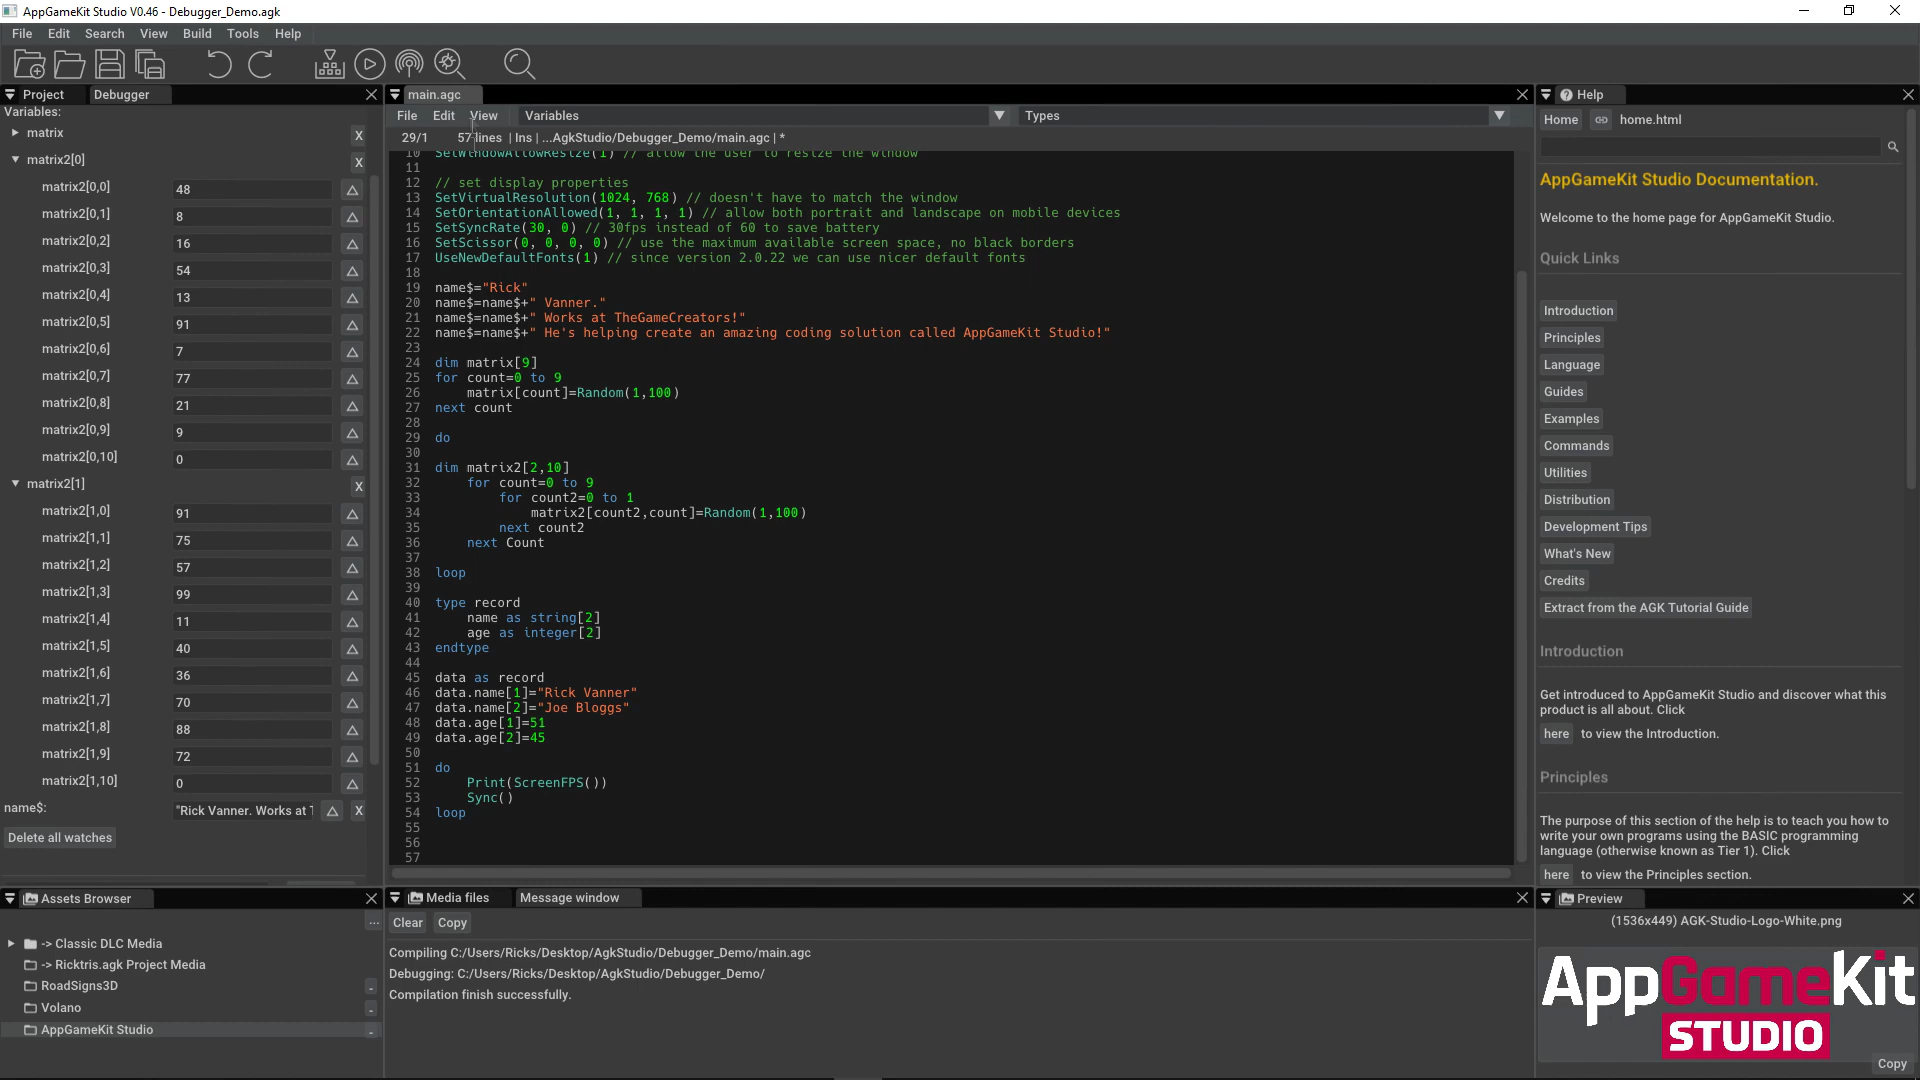 AppGameKit Studio V0.46 - Debugger_Demo.agk
File Edit Search View Build Tools Help
Project Debugger
Variables:
matrix X
matrix2[0] X
matrix2[0,0] 48
matrix2[0,1] 8
matrix2[0,2] 16
matrix2[0,3] 54
matrix2[0,4] 13
matrix2[0,5] 91
matrix2[0,6] 7
matrix2[0,7] 77
matrix2[0,8] 21
matrix2[0,9] 9
matrix2[0,10] 0
matrix2[1] X
matrix2[1,0] 91
matrix2[1,1] 75
matrix2[1,2] 57
matrix2[1,3] 99
matrix2[1,4] 11
matrix2[1,5] 40
matrix2[1,6] 36
matrix2[1,7] 70
matrix2[1,8] 88
matrix2[1,9] 72
matrix2[1,10] 0
name$: "Rick Vanner. Works at T X
Delete all watches
main.agc
File Edit View Variables Types
29/1 57 lines | Ins | ...AgkStudio/Debugger_Demo/main.agc | *
10 SetWindowAllowResize(1) // allow the user to resize the window
11
12 // set display properties
13 SetVirtualResolution(1024, 768) // doesn't have to match the window
14 SetOrientationAllowed(1, 1, 1, 1) // allow both portrait and landscape on mobile devices
15 SetSyncRate(30, 0) // 30fps instead of 60 to save battery
16 SetScissor(0, 0, 0, 0) // use the maximum available screen space, no black borders
17 UseNewDefaultFonts(1) // since version 2.0.22 we can use nicer default fonts
18
19 name$="Rick"
20 name$=name$+" Vanner."
21 name$=name$+" Works at TheGameCreators!"
22 name$=name$+" He's helping create an amazing coding solution called AppGameKit Studio!"
23
24 dim matrix[9]
25 for count=0 to 9
26 matrix[count]=Random(1,100)
27 next count
28
29 do
30
31 dim matrix2[2,10]
32 for count=0 to 9
33 for count2=0 to 1
34 matrix2[count2,count]=Random(1,100)
35 next count2
36 next Count
37
38 loop
39
40 type record
41 name as string[2]
42 age as integer[2]
43 endtype
44
45 data as record
46 data.name[1]="Rick Vanner"
47 data.name[2]="Joe Bloggs"
48 data.age[1]=51
49 data.age[2]=45
50
51 do
52 Print(ScreenFPS())
53 Sync()
54 loop
55
56
57
Help
Home home.html
AppGameKit Studio Documentation.
Welcome to the home page for AppGameKit Studio.
Quick Links
Introduction
Principles
Language
Guides
Examples
Commands
Utilities
Distribution
Development Tips
What's New
Credits
Extract from the AGK Tutorial Guide
Introduction
Get introduced to AppGameKit Studio and discover what this
product is all about. Click
here to view the Introduction.
Principles
The purpose of this section of the help is to teach you how to
write your own programs using the BASIC programming
language (otherwise known as Tier 1). Click
here to view the Principles section.
Assets Browser
...
-> Classic DLC Media
-> Ricktris.agk Project Media
RoadSigns3D
Volano
AppGameKit Studio
Media files Message window
Clear Copy
Compiling C:/Users/Ricks/Desktop/AgkStudio/Debugger_Demo/main.agc
Debugging: C:/Users/Ricks/Desktop/AgkStudio/Debugger_Demo/
Compilation finish successfully.
Preview
(1536x449) AGK-Studio-Logo-White.png
AppGameKit
STUDIO
Copy